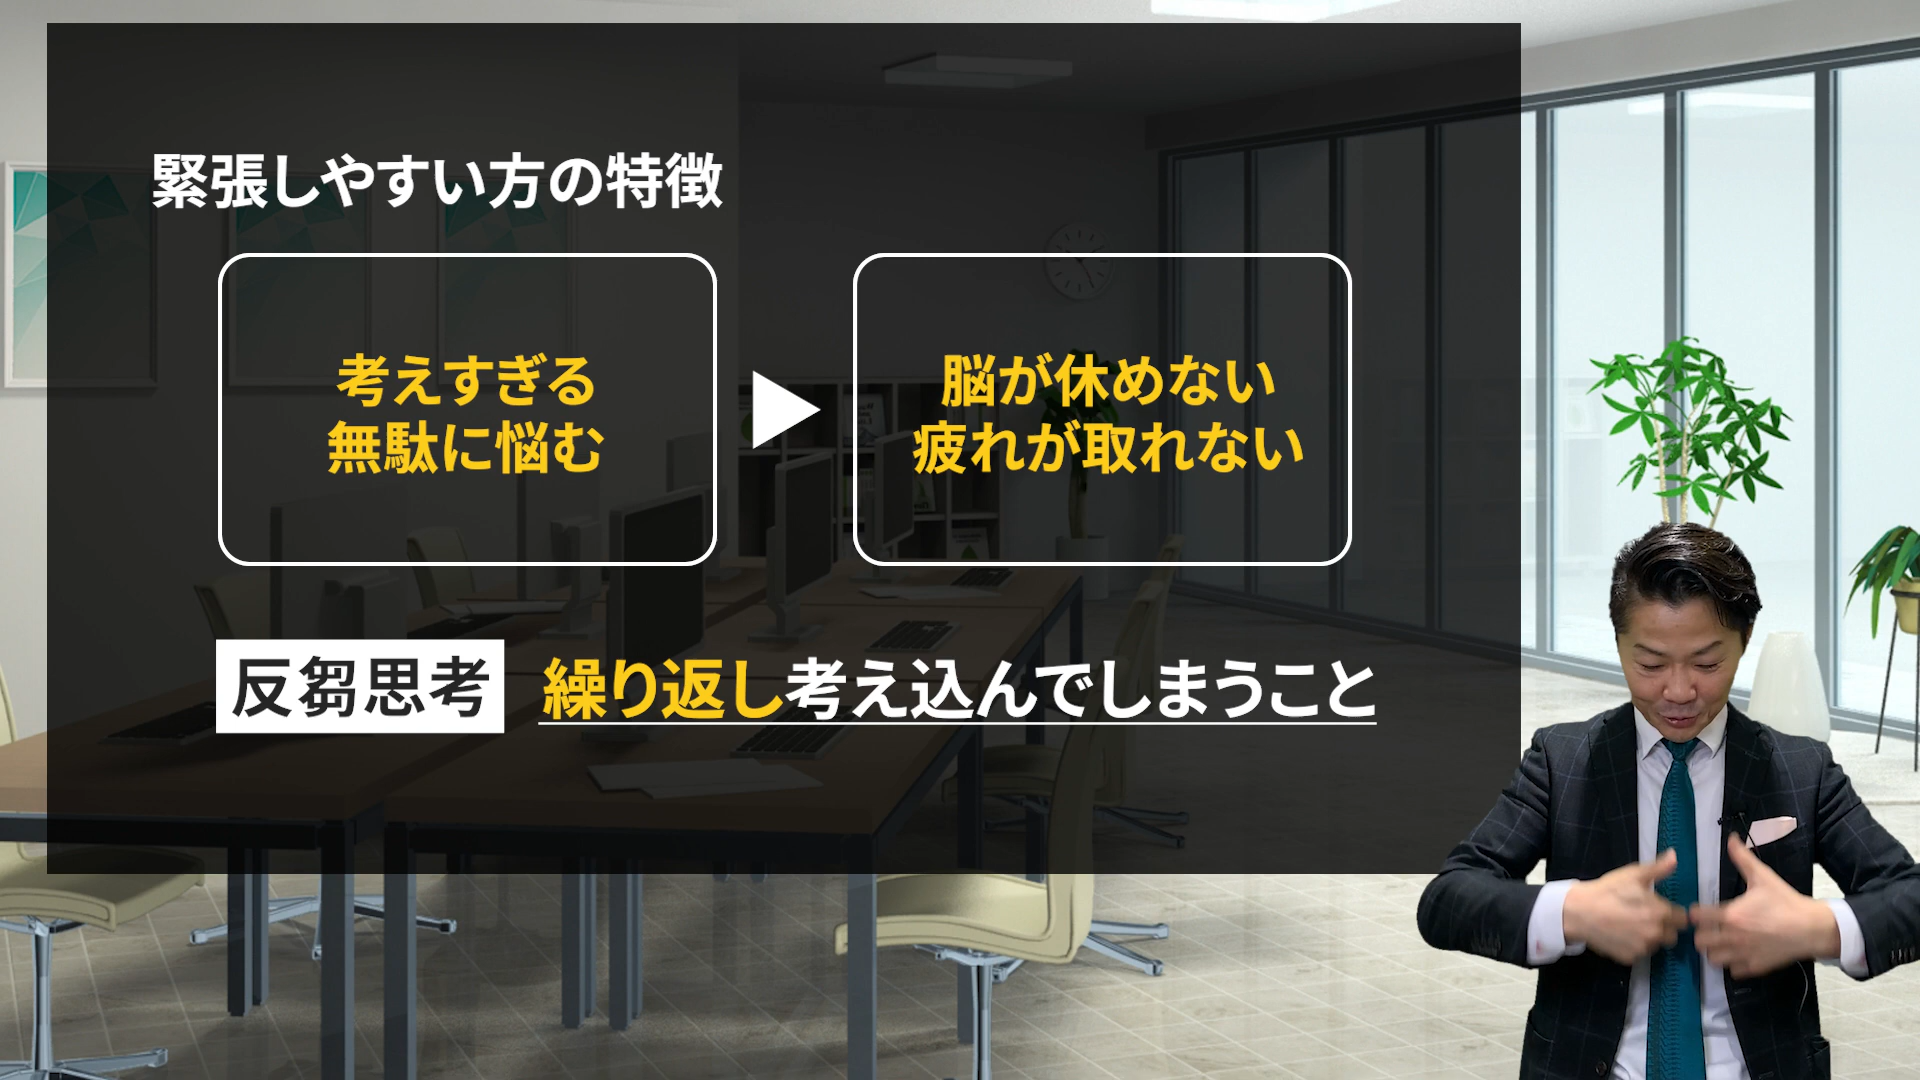 緊張しやすい方の特徴
考えすぎる
無駄に悩む
脳が休めない
疲れが取れない
反芻思考 繰り返し考え込んでしまうこと